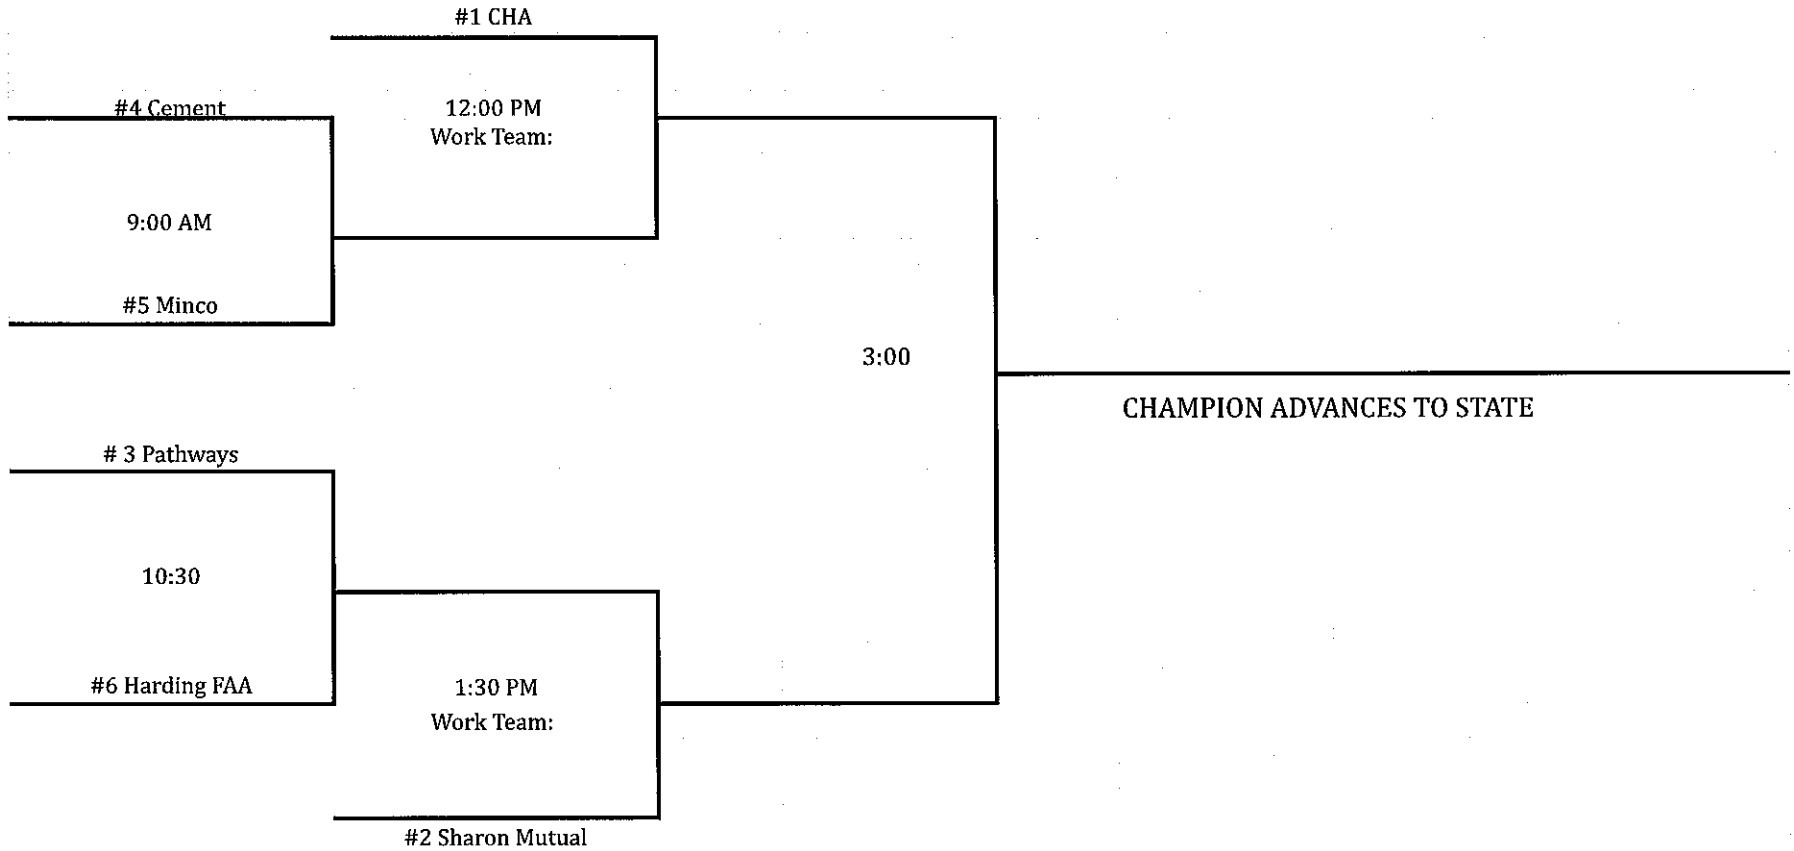 #1 CHA
#4 Cement
12:00 PM
Work Team:
9:00 AM
#5 Minco
3:00
CHAMPION ADVANCES TO STATE
# 3 Pathways
10:30
#6 Harding FAA
1:30 PM
Work Team:
#2 Sharon Mutual